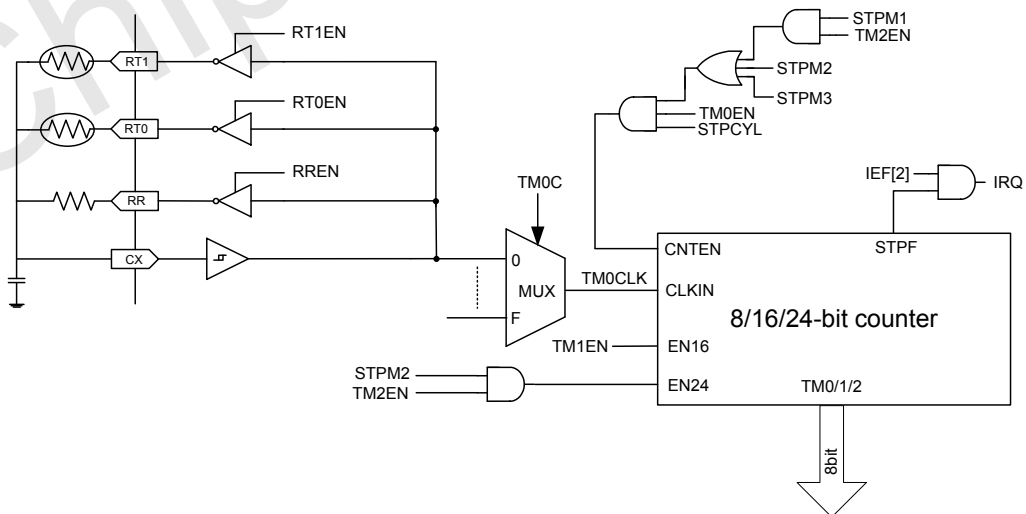 Chip
RT1EN
RT1
RT0EN
RT0
RREN
RR
CX
STPM1
TM2EN
STPM2
STPM3
TM0EN
STPCYL
TM0C
0
MUX
F
TM0CLK
IEF[2]
IRQ
CNTEN
STPF
CLKIN
8/16/24-bit counter
TM1EN
EN16
STPM2
TM2EN
EN24
TM0/1/2
8bit